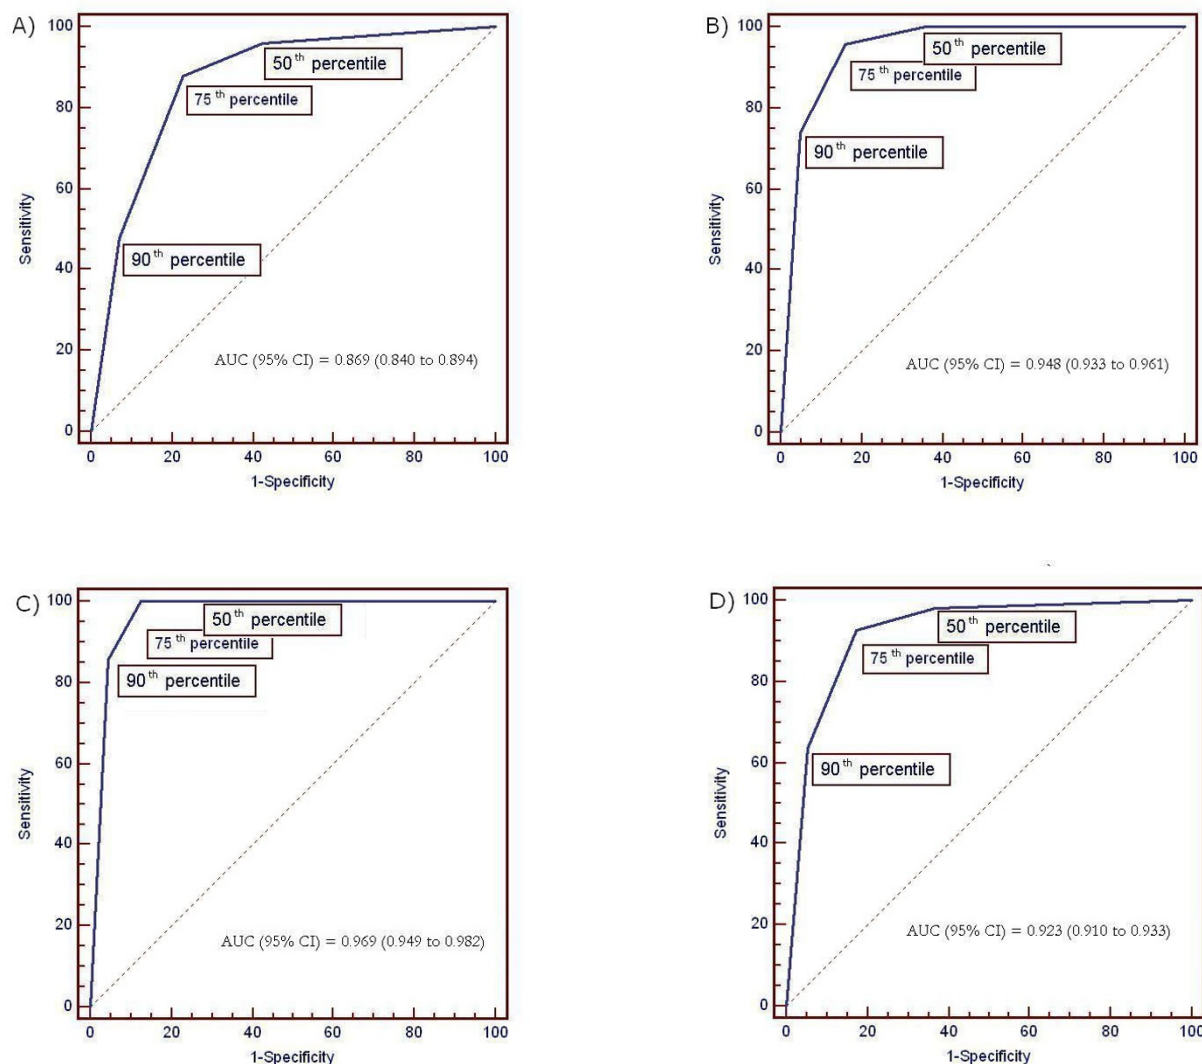 A)
100
80
60
40
20
0
Sensitivity
50th percentile
75th percentile
90th percentile
AUC (95% CI) = 0.869 (0.840 to 0.894)
0 20 40 60 80 100
1-Specificity
B)
100
80
60
40
20
0
Sensitivity
50th percentile
75th percentile
90th percentile
AUC (95% CI) = 0.948 (0.933 to 0.961)
0 20 40 60 80 100
1-Specificity
C)
100
80
60
40
20
0
Sensitivity
50th percentile
75th percentile
90th percentile
AUC (95% CI) = 0.969 (0.949 to 0.982)
0 20 40 60 80 100
1-Specificity
D)
100
80
60
40
20
0
Sensitivity
50th percentile
75th percentile
90th percentile
AUC (95% CI) = 0.923 (0.910 to 0.933)
0 20 40 60 80 100
1-Specificity